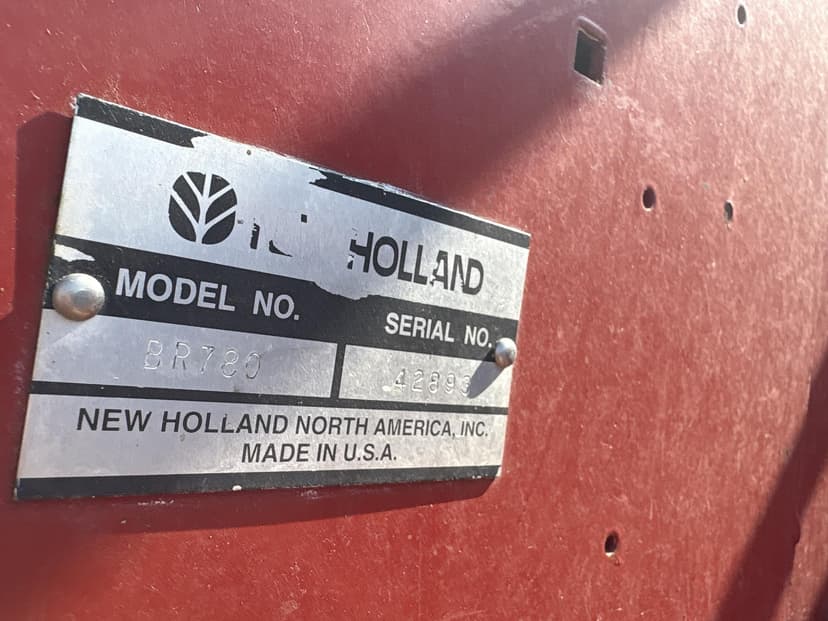 HOLLAND
MODEL NO.
SERIAL NO.
BR780
NEW HOLLAND NORTH AMERICA, INC.
MADE IN U.S.A.